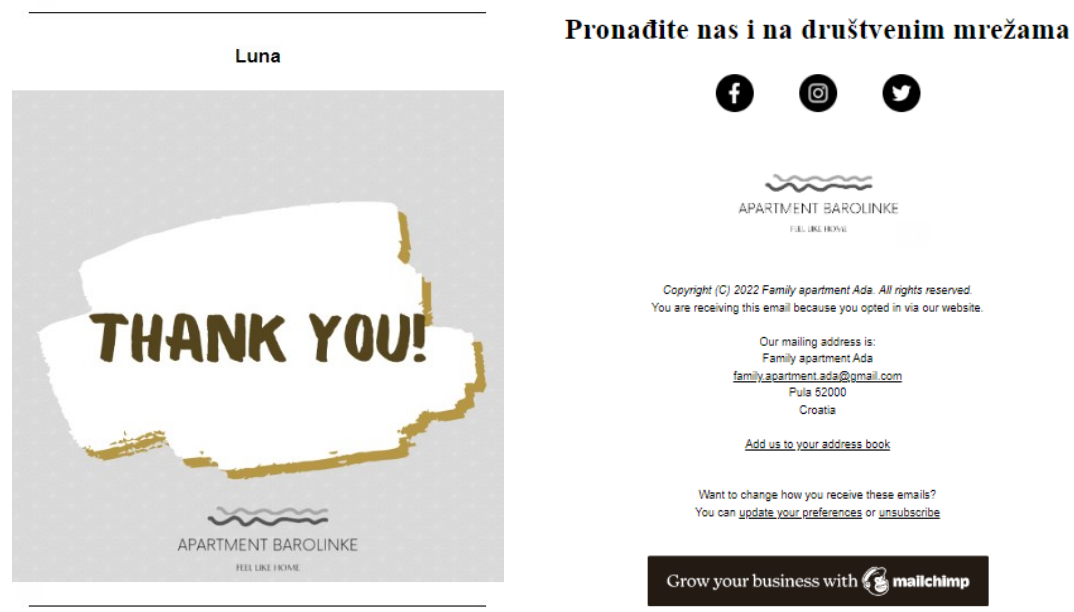 Luna
THANK YOU!
APARTMENT BAROLINKE
FEEL LIKE HOME
Pronađite nas i na društvenim mrežama
APARTMENT BAROLINKE
FEEL LIKE HOME
Copyright (C) 2022 Family apartment Ada. All rights reserved.
You are receiving this email because you opted in via our website.
Our mailing address is:
Family apartment Ada
family.apartment.ada@gmail.com
Pula 52000
Croatia
Add us to your address book
Want to change how you receive these emails?
You can update your preferences or unsubscribe
Grow your business with mailchimp